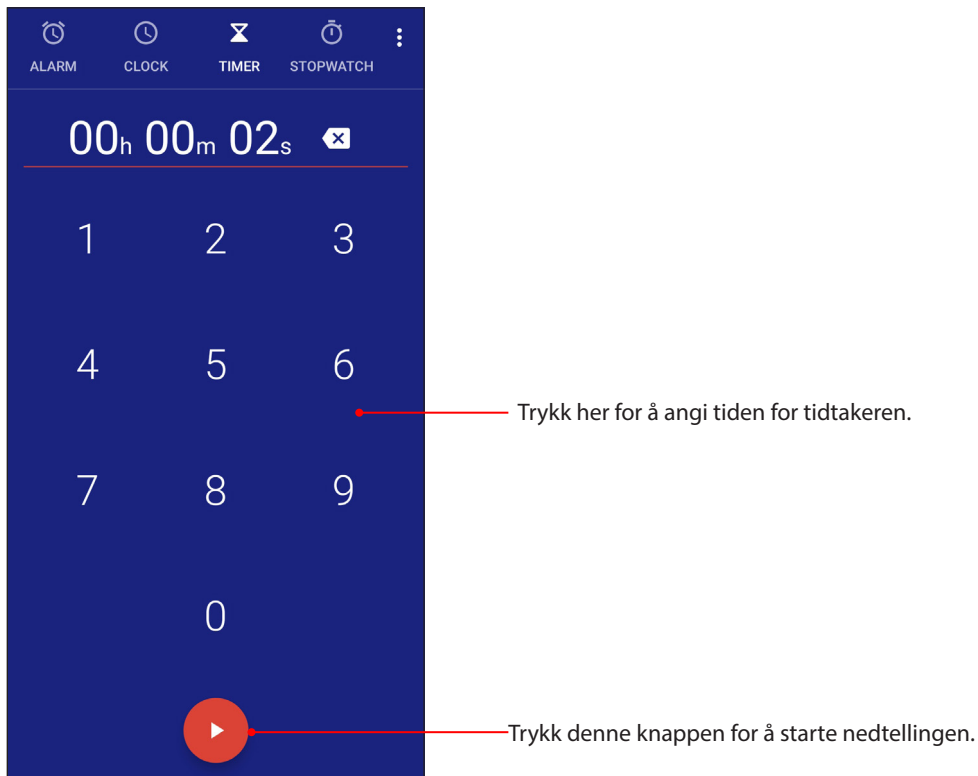 ALARM CLOCK TIMER STOPWATCH
00h 00m 02s
1 2 3
4 5 6
Trykk her for å angi tiden for tidtakeren.
7 8 9
0
Trykk denne knappen for å starte nedtellingen.